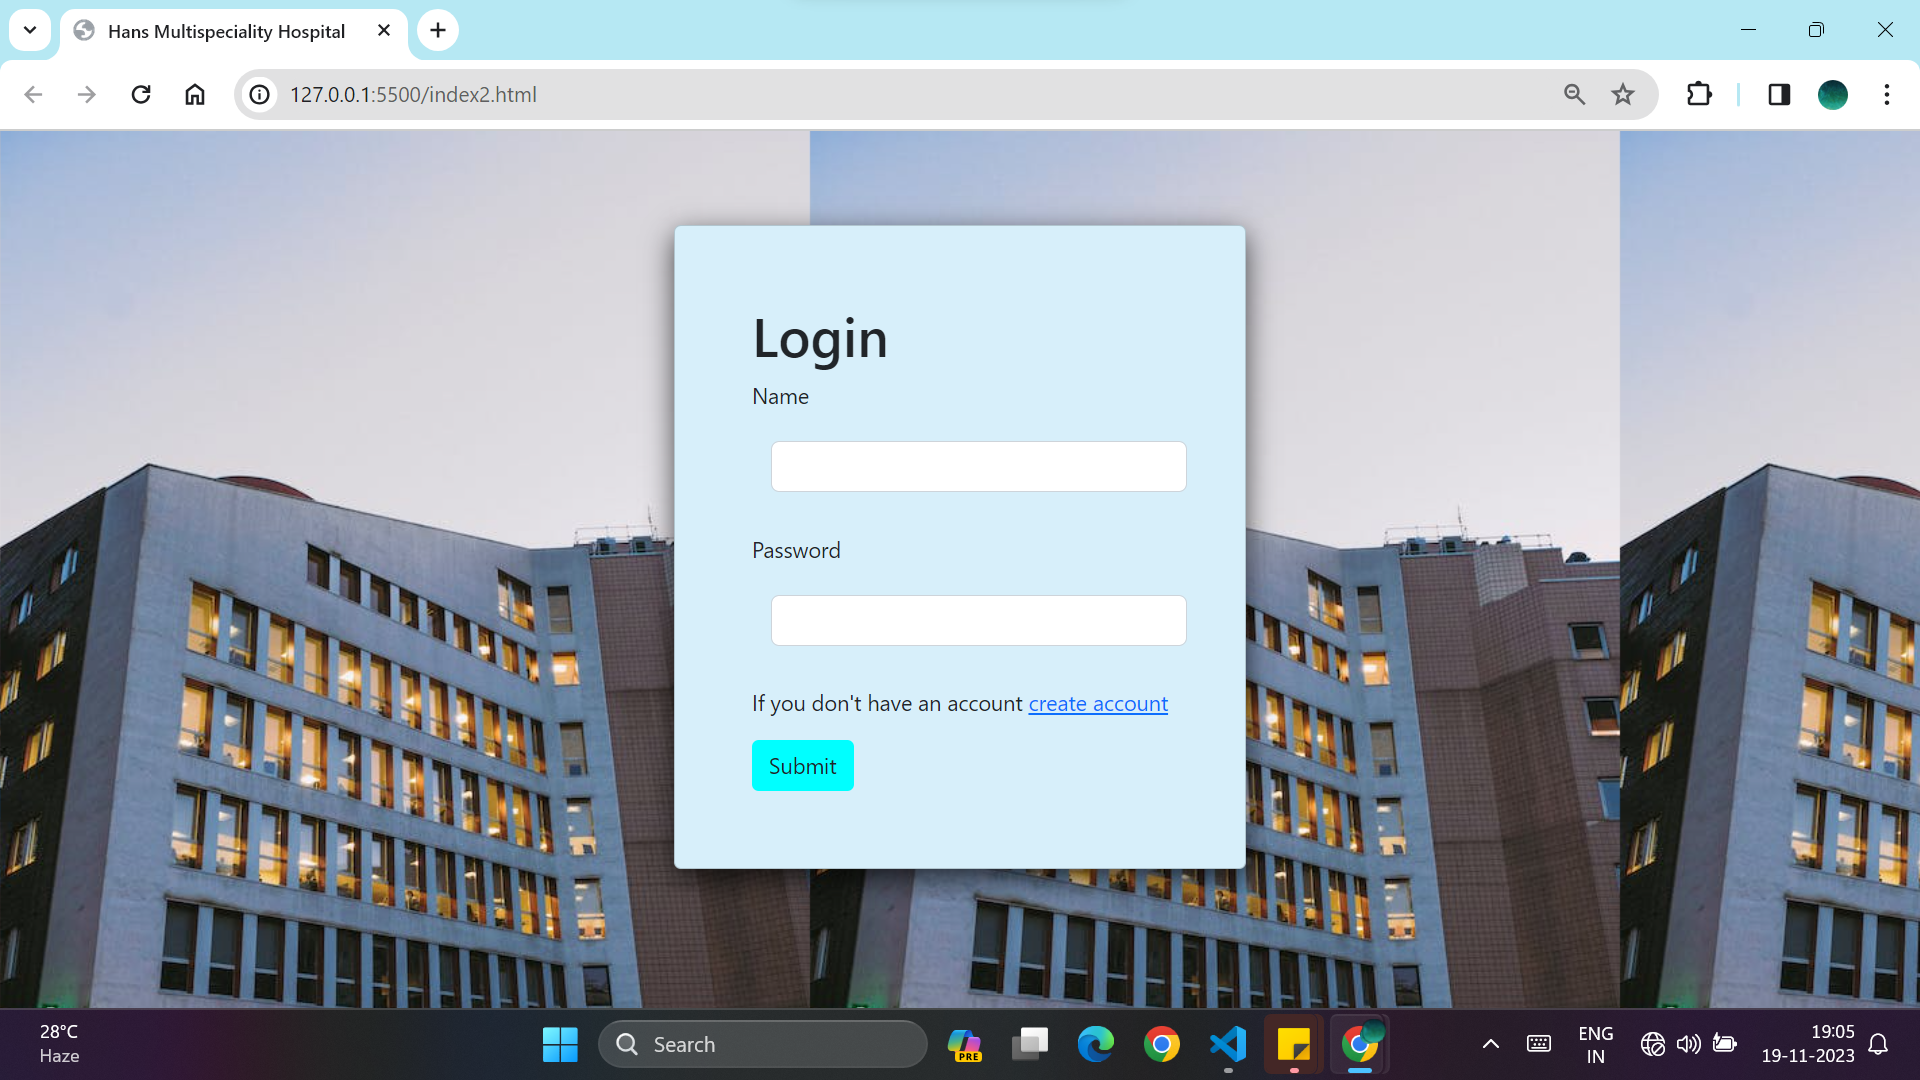 Hans Multispeciality Hospital
127.0.0.1:5500/index2.html
Login
Name
Password
If you don't have an account create account
Submit
28°C
Haze
Search
PRE
ENG
IN
19:05
19-11-2023